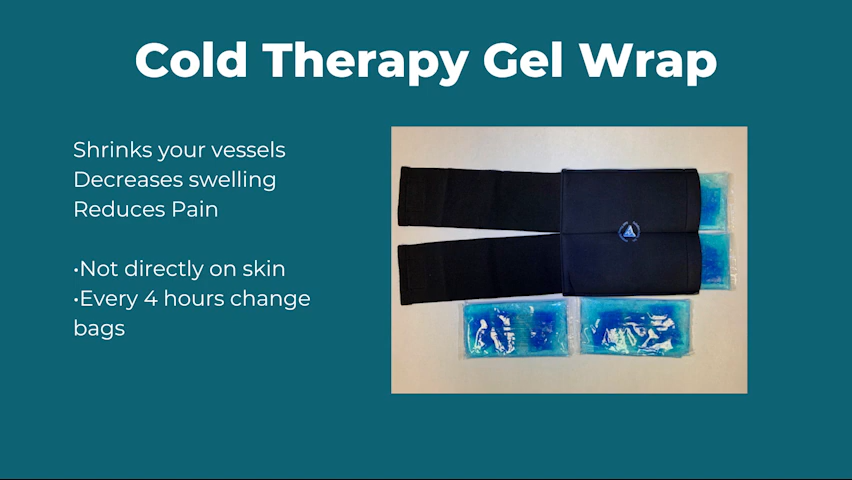 Cold Therapy Gel Wrap
Shrinks your vessels
Decreases swelling
Reduces Pain
•Not directly on skin
•Every 4 hours change
bags